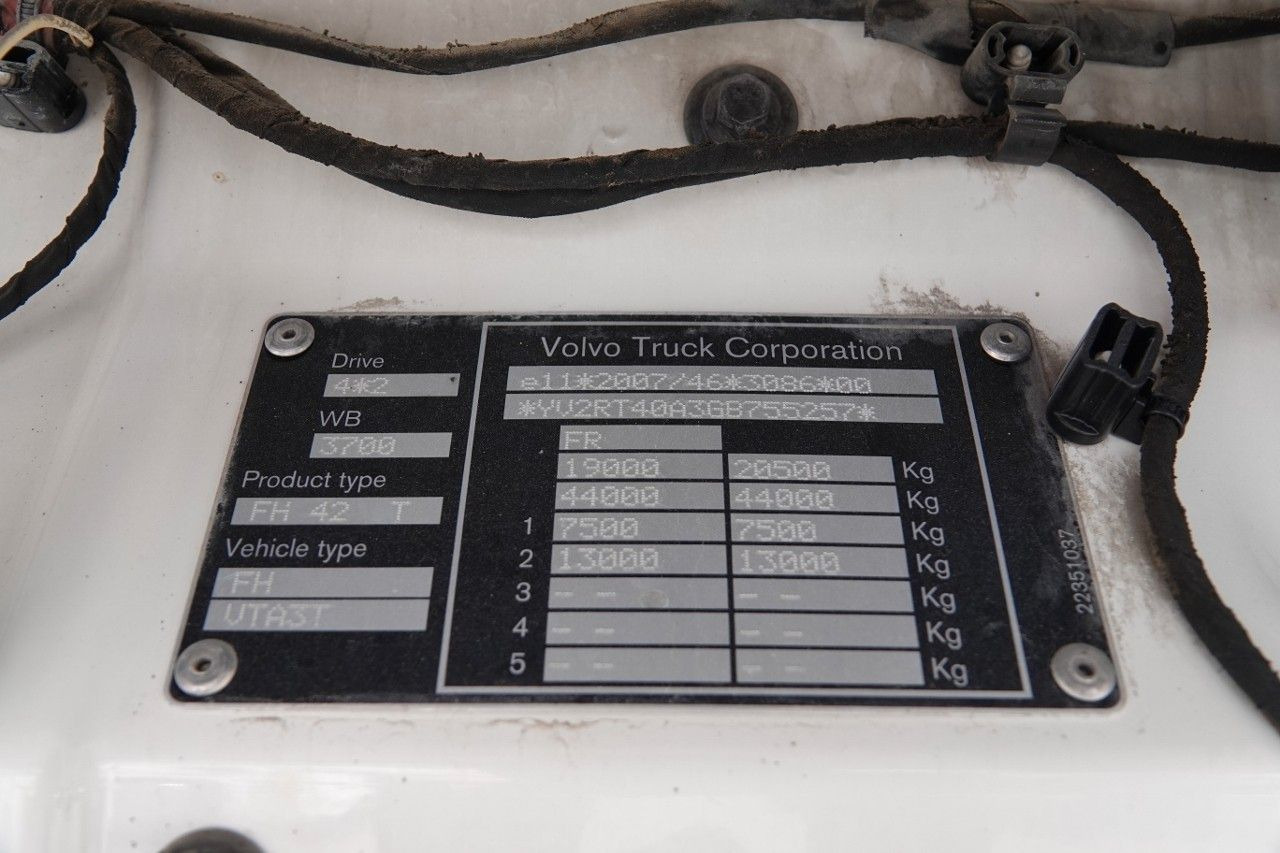 Drive
4*2
WB
3700
Product type
FH 42 T
Vehicle type
FH
VTA3T
Volvo Truck Corporation
e11*2007/46*3086*00
*YV2RT40A3GB755257*
FR
19000 20500 Kg
44000 44000 Kg
1 7500 7500 Kg
2 13000 13000 Kg
3 -- -- Kg
4 -- -- Kg
5 -- -- Kg
22351037